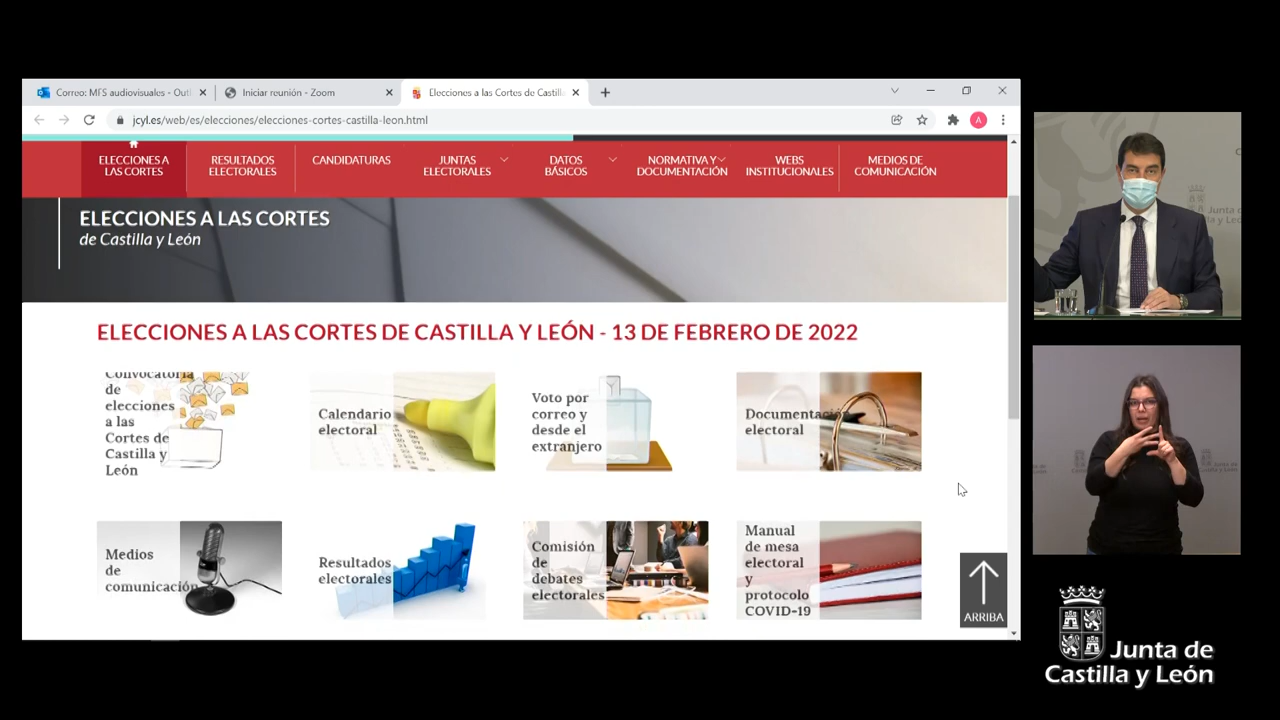 Correo: MFS audiovisuales - Outl
Iniciar reunión - Zoom
Elecciones a las Cortes de Castilla
jcyl.es/web/es/elecciones/elecciones-cortes-castilla-leon.html
A
ELECCIONES A
LAS CORTES
RESULTADOS
ELECTORALES
CANDIDATURAS
JUNTAS
ELECTORALES
DATOS
BÁSICOS
NORMATIVA Y
DOCUMENTACIÓN
WEBS
INSTITUCIONALES
MEDIOS DE
COMUNICACIÓN
ELECCIONES A LAS CORTES
de Castilla y León
ELECCIONES A LAS CORTES DE CASTILLA Y LEÓN - 13 DE FEBRERO DE 2022
Convocatoria
de
elecciones
a las
Cortes de
Castilla y
León
Calendario
electoral
Voto por
correo y
desde el
extranjero
Documentación
electoral
Medios
de
comunicación
Resultados
electorales
Comisión
de
debates
electorales
Manual
de mesa
electoral
y
protocolo
COVID-19
ARRIBA
Junta de
Castilla y León